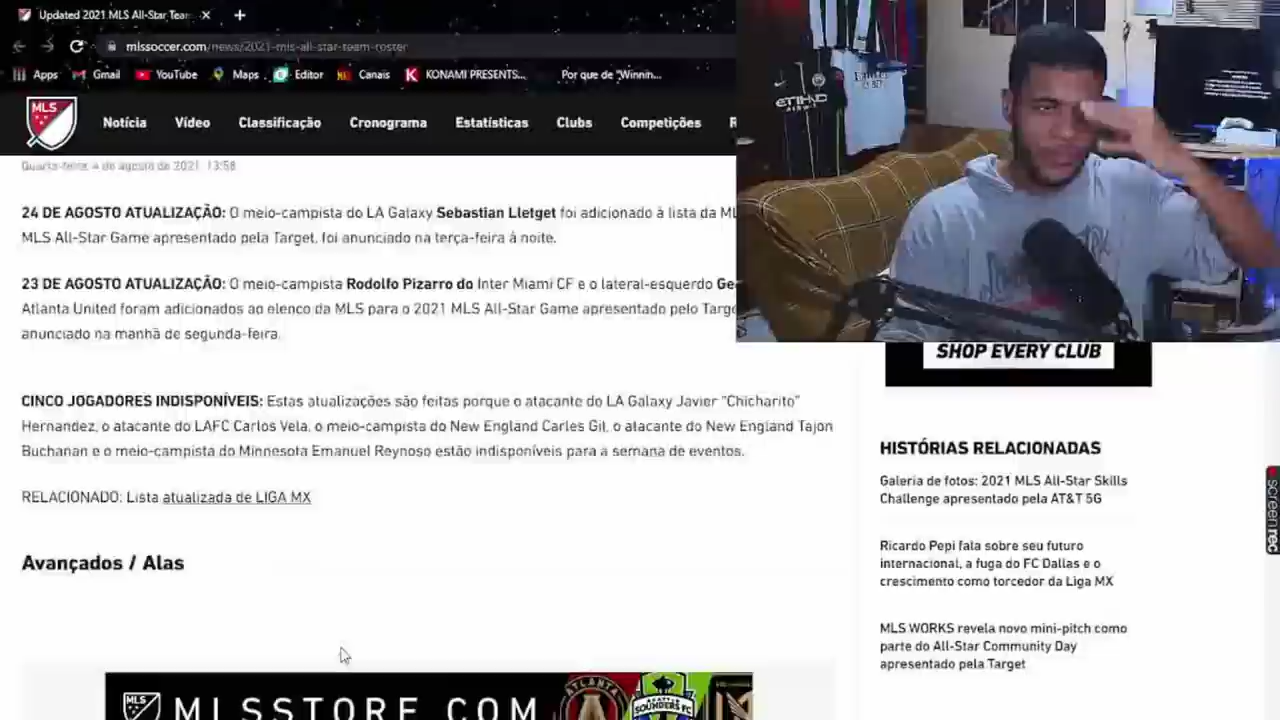 Updated 2021 MLS All-Star Team
mlssoccer.com/news/2021-mls-all-star-team-roster
Apps Gmail YouTube Maps Editor Canais KONAMI PRESENTS... Por que de "Winnin...
MLS
Notícia Vídeo Classificação Cronograma Estatísticas Clubs Competições
ETIHAD
Quarta-feira, 4 de agosto de 2021, 13:58
24 DE AGOSTO ATUALIZAÇÃO: O meio-campista do LA Galaxy Sebastian Lletget foi adicionado à lista da
MLS All-Star Game apresentado pela Target, foi anunciado na terça-feira à noite.
23 DE AGOSTO ATUALIZAÇÃO: O meio-campista Rodolfo Pizarro do Inter Miami CF e o lateral-esquerdo
Atlanta United foram adicionados ao elenco da MLS para o 2021 MLS All-Star Game apresentado pelo
anunciado na manhã de segunda-feira.
CINCO JOGADORES INDISPONÍVEIS: Estas atualizações são feitas porque o atacante do LA Galaxy Javier "Chicharito"
Hernandez, o atacante do LAFC Carlos Vela, o meio-campista do New England Carles Gil, o atacante do New England Tajon
Buchanan e o meio-campista do Minnesota Emanuel Reynoso estão indisponíveis para a semana de eventos.
RELACIONADO: Lista atualizada de LIGA MX
Avançados / Alas
MLS MLSSTORE.COM ATLANTA SEATTLE SOUNDERS FC
SHOP EVERY CLUB
HISTÓRIAS RELACIONADAS
Galeria de fotos: 2021 MLS All-Star Skills
Challenge apresentado pela AT&T 5G
Ricardo Pepi fala sobre seu futuro
internacional, a fuga do FC Dallas e o
crescimento como torcedor da Liga MX
MLS WORKS revela novo mini-pitch como
parte do All-Star Community Day
apresentado pela Target
screenrec